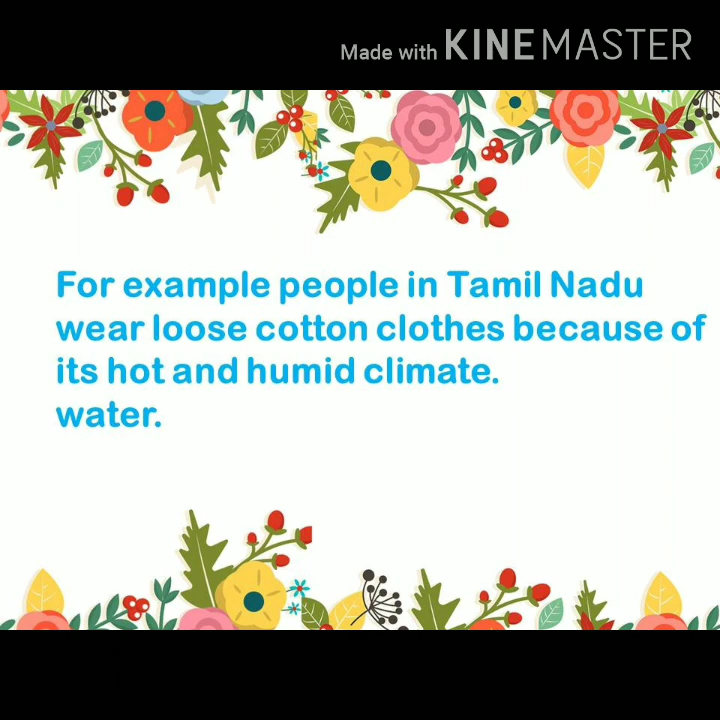 Made with KINEMASTER
For example people in Tamil Nadu
wear loose cotton clothes because of
its hot and humid climate.
water.